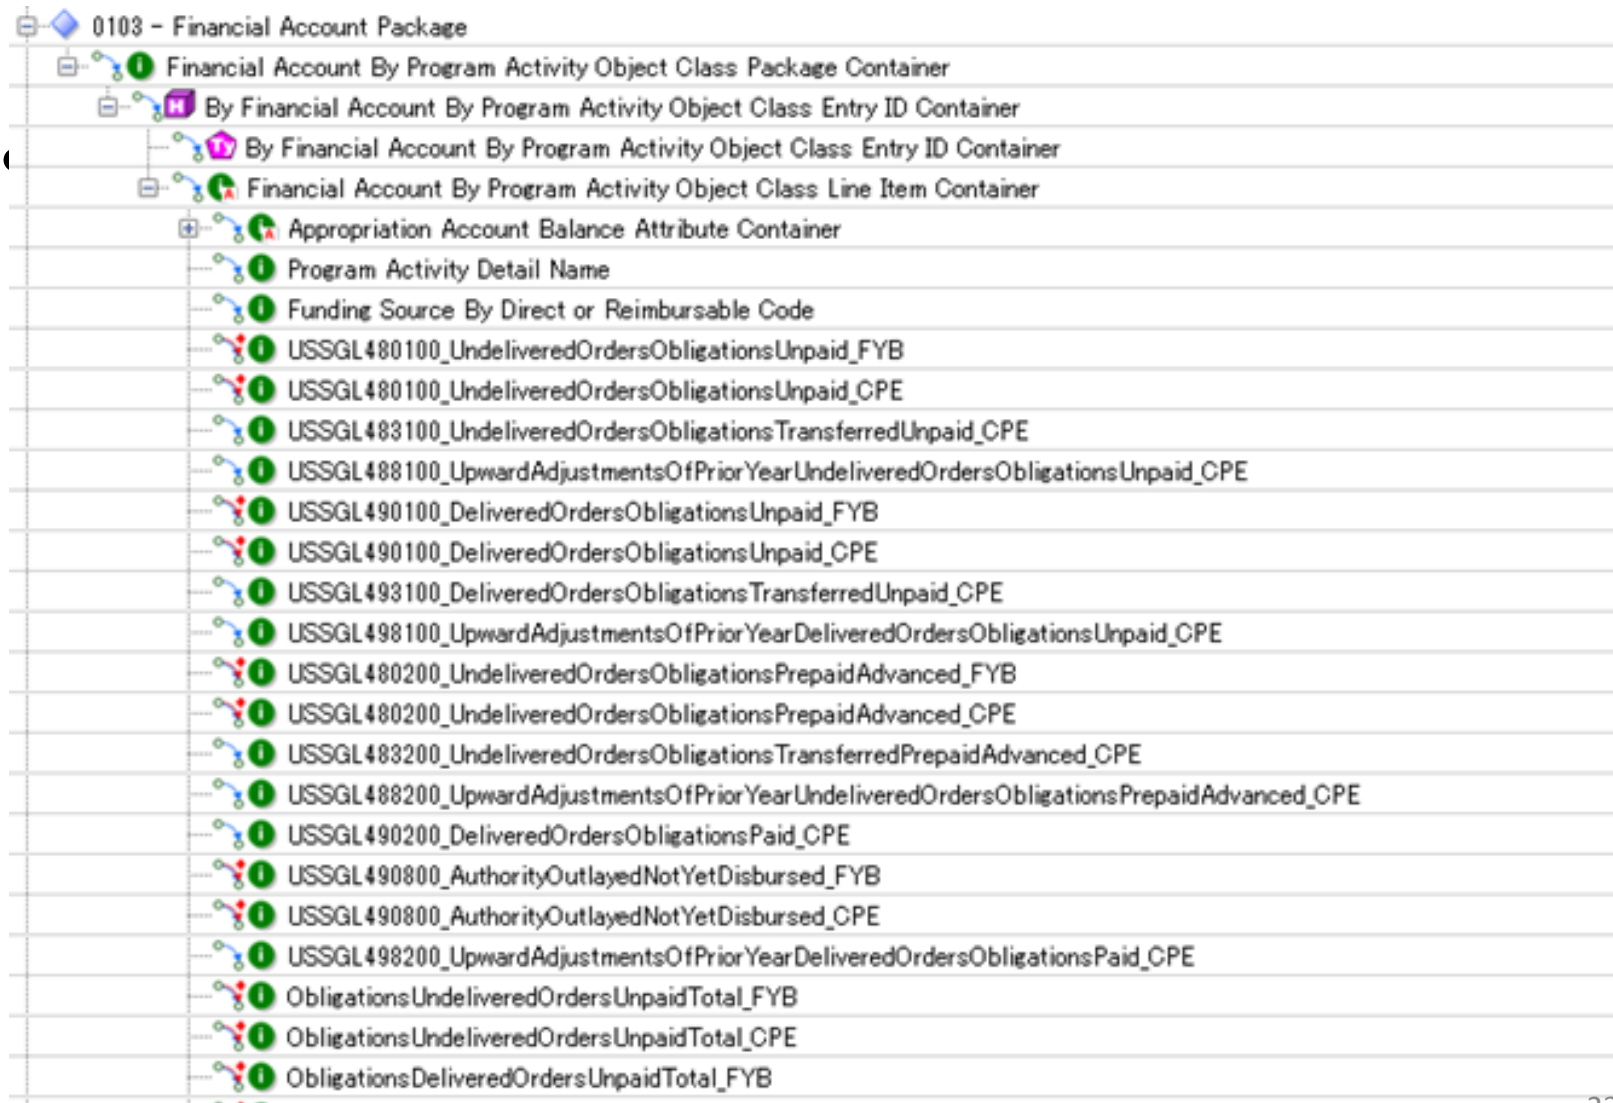 0103 - Financial Account Package
Financial Account By Program Activity Object Class Package Container
By Financial Account By Program Activity Object Class Entry ID Container
By Financial Account By Program Activity Object Class Entry ID Container
Financial Account By Program Activity Object Class Line Item Container
Appropriation Account Balance Attribute Container
Program Activity Detail Name
Funding Source By Direct or Reimbursable Code
USSGL480100_UndeliveredOrdersObligationsUnpaid_FYB
USSGL480100_UndeliveredOrdersObligationsUnpaid_CPE
USSGL483100_UndeliveredOrdersObligationsTransferredUnpaid_CPE
USSGL488100_UpwardAdjustmentsOfPriorYearUndeliveredOrdersObligationsUnpaid_CPE
USSGL490100_DeliveredOrdersObligationsUnpaid_FYB
USSGL490100_DeliveredOrdersObligationsUnpaid_CPE
USSGL493100_DeliveredOrdersObligationsTransferredUnpaid_CPE
USSGL498100_UpwardAdjustmentsOfPriorYearDeliveredOrdersObligationsUnpaid_CPE
USSGL480200_UndeliveredOrdersObligationsPrepaidAdvanced_FYB
USSGL480200_UndeliveredOrdersObligationsPrepaidAdvanced_CPE
USSGL483200_UndeliveredOrdersObligationsTransferredPrepaidAdvanced_CPE
USSGL488200_UpwardAdjustmentsOfPriorYearUndeliveredOrdersObligationsPrepaidAdvanced_CPE
USSGL490200_DeliveredOrdersObligationsPaid_CPE
USSGL490800_AuthorityOutlayedNotYetDisbursed_FYB
USSGL490800_AuthorityOutlayedNotYetDisbursed_CPE
USSGL498200_UpwardAdjustmentsOfPriorYearDeliveredOrdersObligationsPaid_CPE
ObligationsUndeliveredOrdersUnpaidTotal_FYB
ObligationsUndeliveredOrdersUnpaidTotal_CPE
ObligationsDeliveredOrdersUnpaidTotal_FYB